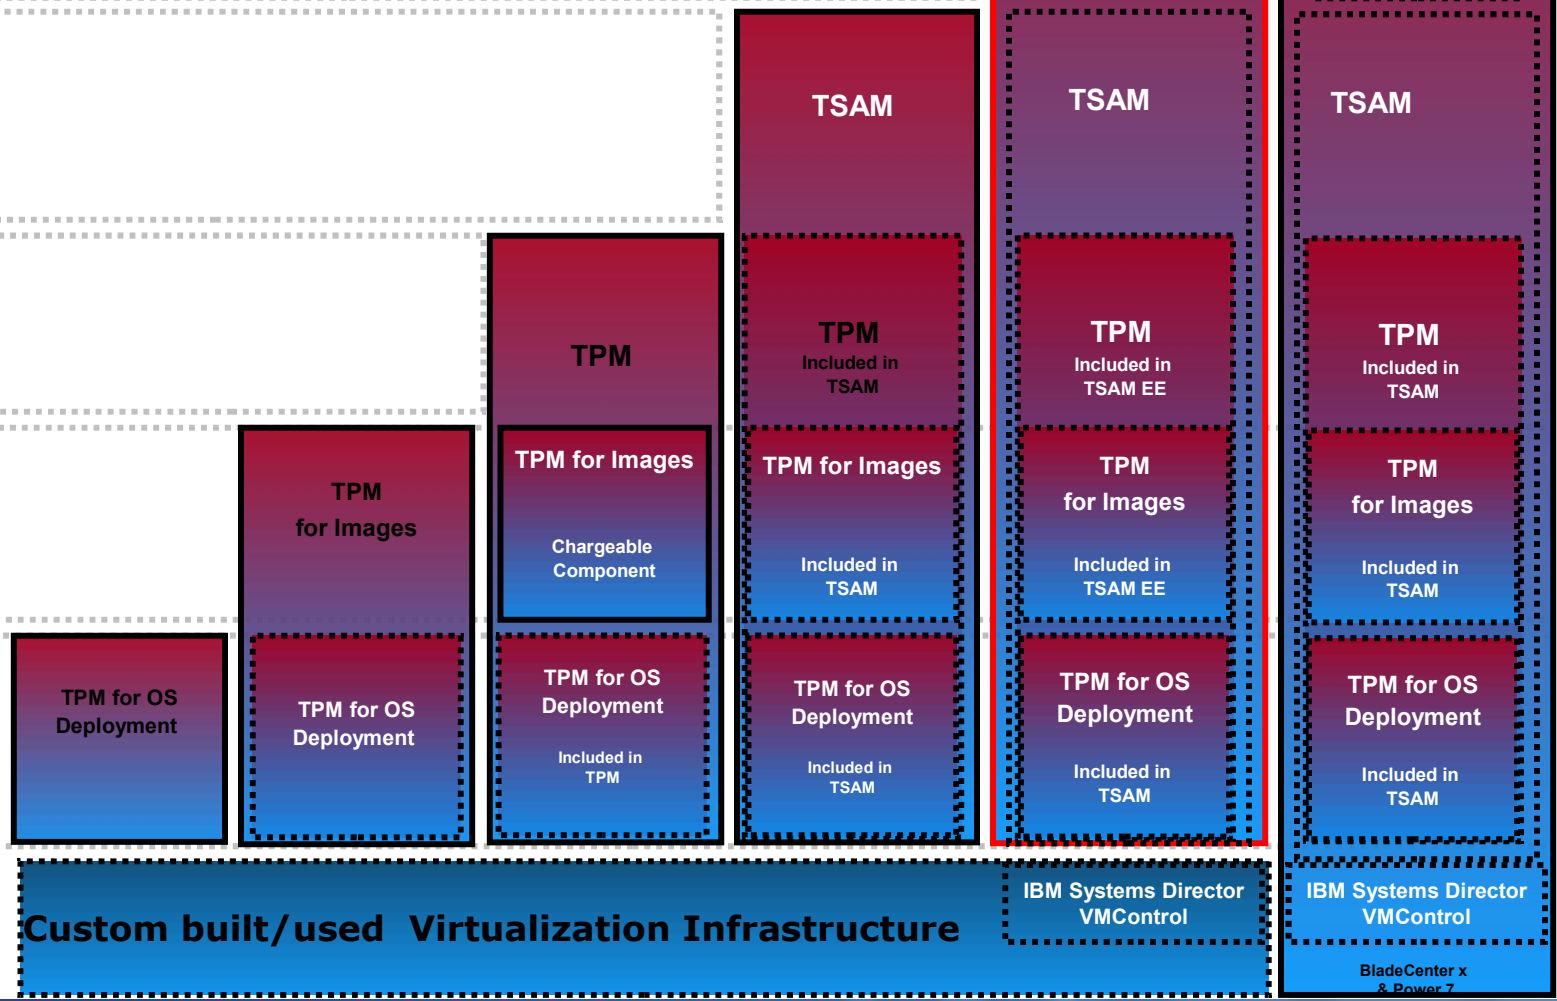 TPM for OS
Deployment
TPM
for Images
TPM for OS
Deployment
TPM
TPM for Images
Chargeable
Component
TPM for OS
Deployment
Included in
TPM
TSAM
TPM
Included in
TSAM
TPM for Images
Included in
TSAM
TPM for OS
Deployment
Included in
TSAM
TSAM
TPM
Included in
TSAM EE
TPM
for Images
Included in
TSAM EE
TPM for OS
Deployment
Included in
TSAM
TSAM
TPM
Included in
TSAM
TPM
for Images
Included in
TSAM
TPM for OS
Deployment
Included in
TSAM
Custom built/used Virtualization Infrastructure
IBM Systems Director
VMControl
IBM Systems Director
VMControl
BladeCenter x
& Power 7